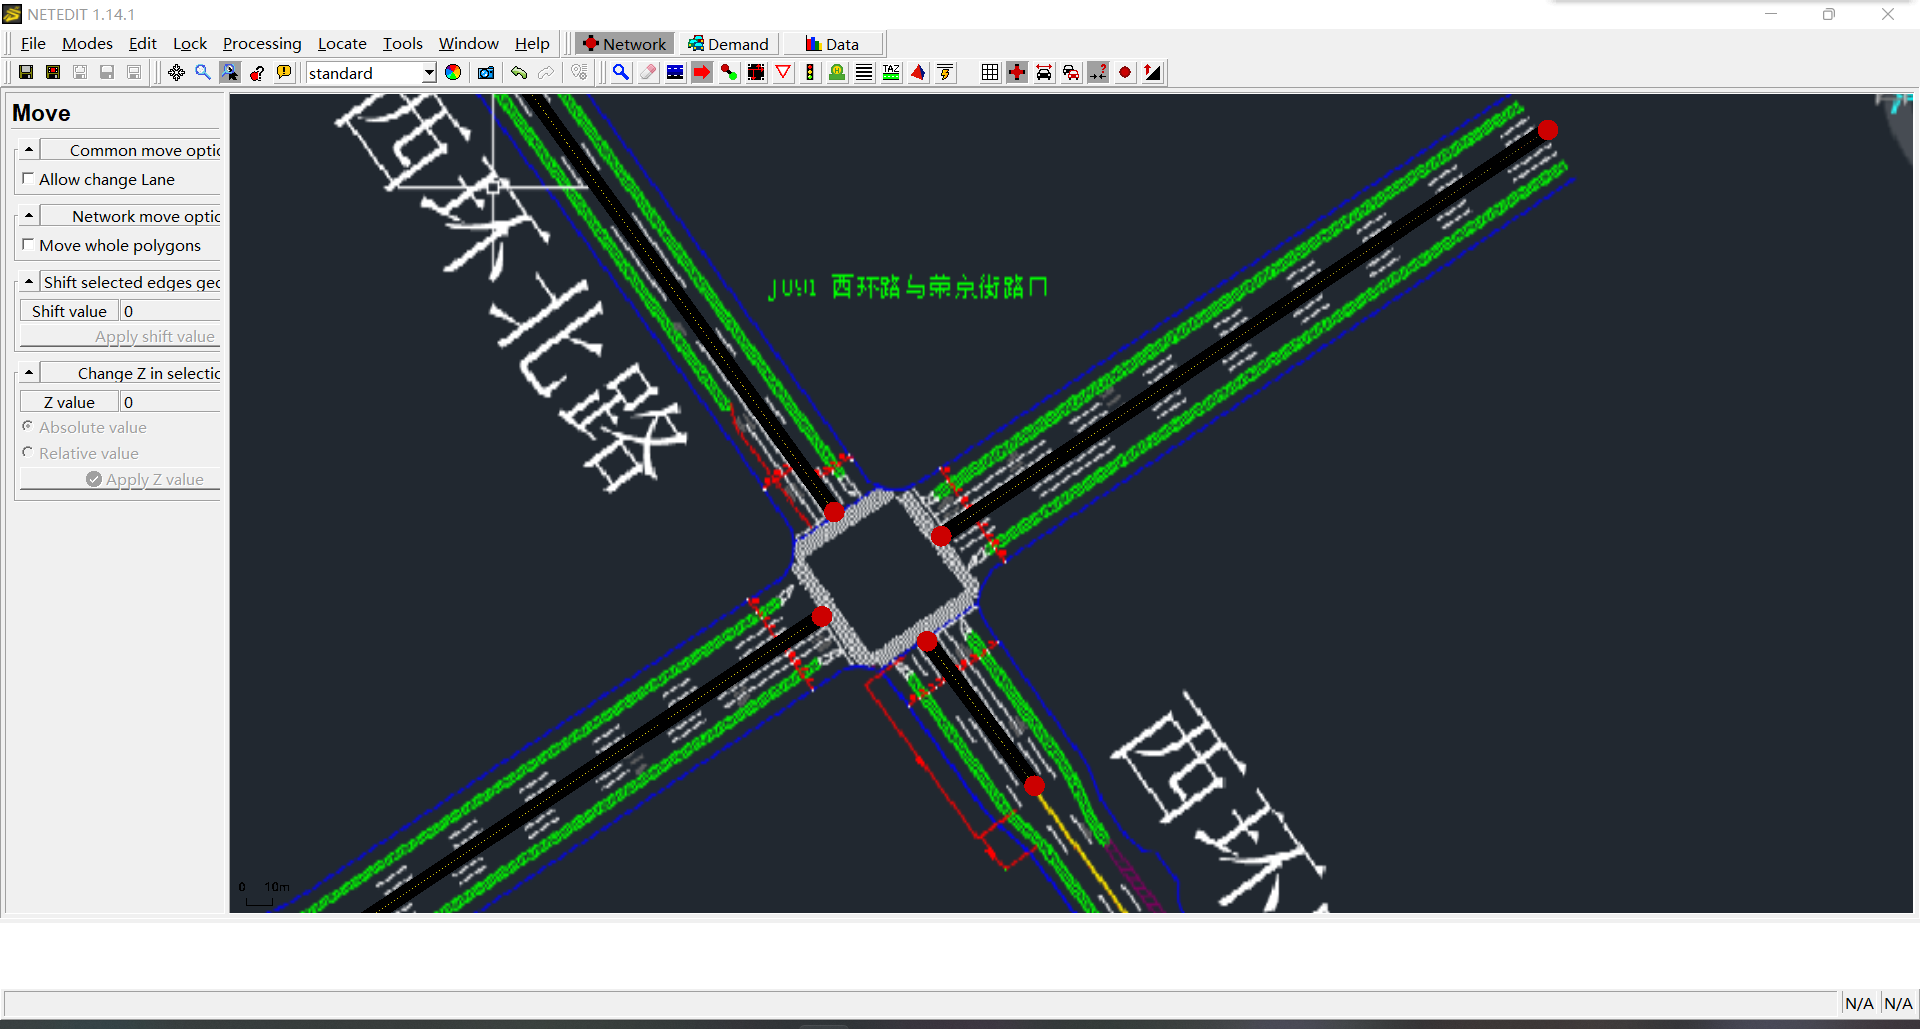 NETEDIT 1.14.1
File Modes Edit Lock Processing Locate Tools Window Help Network Demand Data
standard
TAZ
Move
Common move optic
Allow change Lane
Network move optic
Move whole polygons
Shift selected edges geo
Shift value 0
Apply shift value
Change Z in selectio
Z value 0
Absolute value
Relative value
Apply Z value
西环北路
西环路与荣京街路口
西环
0 10m
N/A N/A